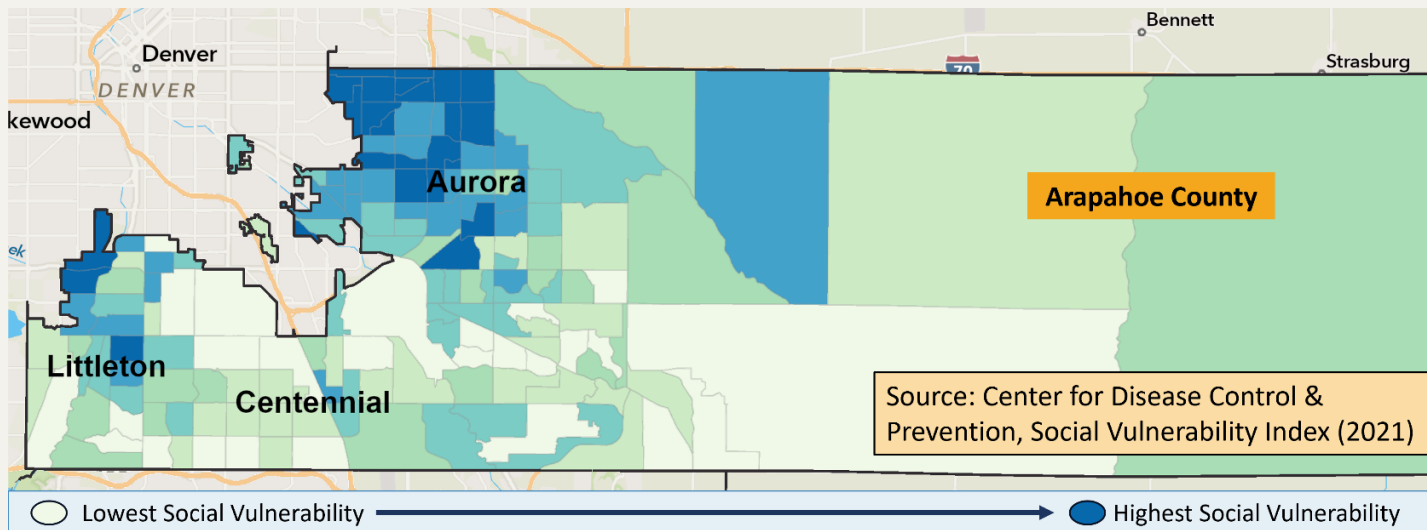 Bennett
Denver
DENVER
70
Strasburg
kewood
Aurora
Arapahoe County
ek
Littleton
Centennial
Source: Center for Disease Control &
Prevention, Social Vulnerability Index (2021)
Lowest Social Vulnerability
Highest Social Vulnerability